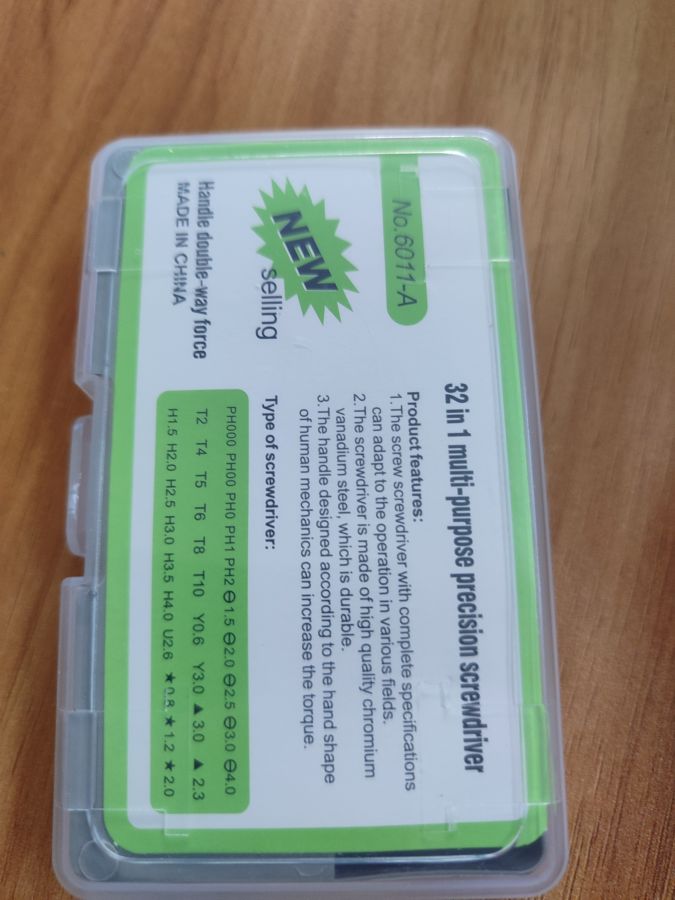 No.6011-A
NEW
selling
Handle double-way force
MADE IN CHINA
32 in 1 multi-purpose precision screwdriver
Product features:
1.The screw screwdriver with complete specifications
can adapt to the operation in various fields.
2.The screwdriver is made of high quality chromium
vanadium steel, which is durable.
3.The handle designed according to the hand shape
of human mechanics can increase the torque.
Type of screwdriver:
PH000 PH00 PH0 PH1 PH2 ⊖1.5 ⊖2.0 ⊖2.5 ⊖3.0 ⊖4.0
T2 T4 T5 T6 T8 T10 Y0.6 Y3.0 ▲ 3.0 ▲ 2.3
H1.5 H2.0 H2.5 H3.0 H3.5 H4.0 U2.6 ★0.8 ★1.2 ★2.0